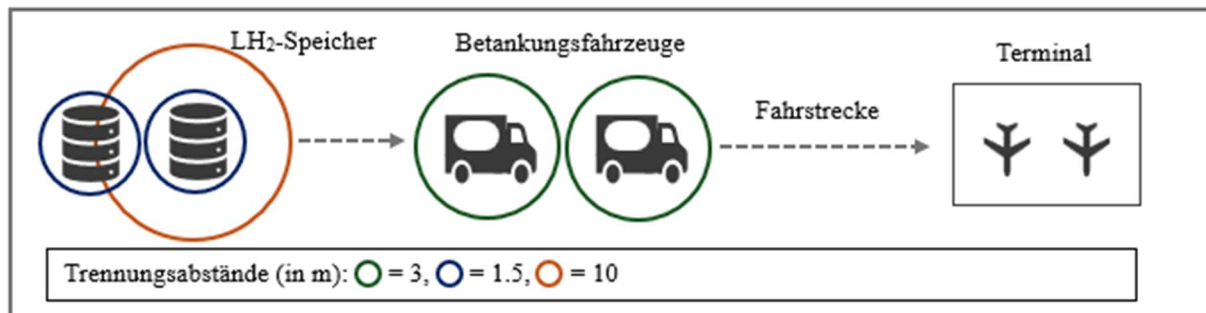 LH₂-Speicher
Betankungsfahrzeuge
Terminal
Fahrstrecke
Trennungsabstände (in m): = 3, = 1.5, = 10